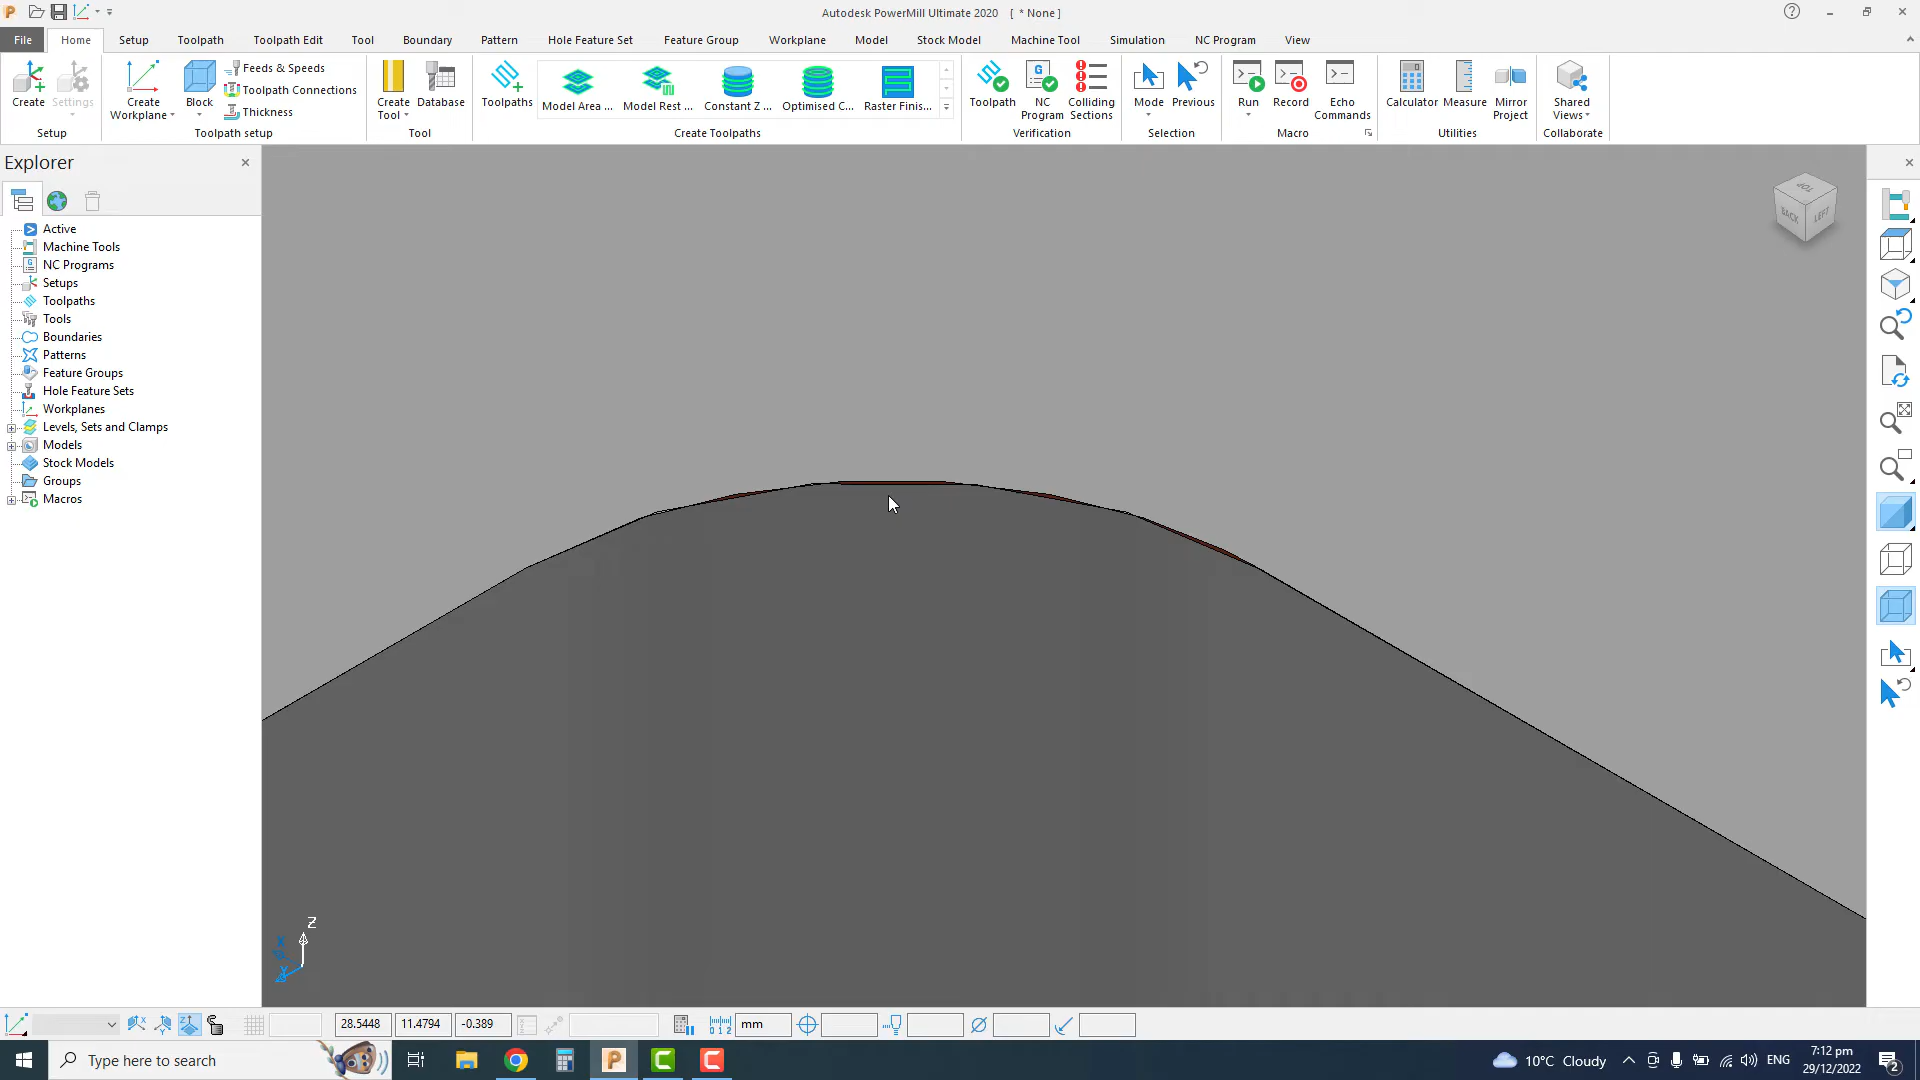 Autodesk PowerMill Ultimate 2020 [ * None ]
File Home Setup Toolpath Toolpath Edit Tool Boundary Pattern Hole Feature Set Feature Group Workplane Model Stock Model Machine Tool Simulation NC Program View
Create
Settings
Setup
Create Workplane
Block
Feeds & Speeds
Toolpath Connections
Thickness
Toolpath setup
Create Tool
Database
Tool
Toolpaths
Model Area ...
Model Rest ...
Constant Z ...
Optimised C...
Raster Finis...
Create Toolpaths
Toolpath
NC Program
Colliding Sections
Verification
Mode
Previous
Selection
Run
Record
Echo Commands
Macro
Calculator
Measure
Mirror Project
Utilities
Shared Views
Collaborate
Explorer
Active
Machine Tools
NC Programs
Setups
Toolpaths
Tools
Boundaries
Patterns
Feature Groups
Hole Feature Sets
Workplanes
Levels, Sets and Clamps
Models
Stock Models
Groups
Macros
TOP
BACK
LEFT
Z
X
Y
28.5448 11.4794 -0.389 mm
Type here to search
10°C Cloudy
ENG
7:12 pm
29/12/2022
2